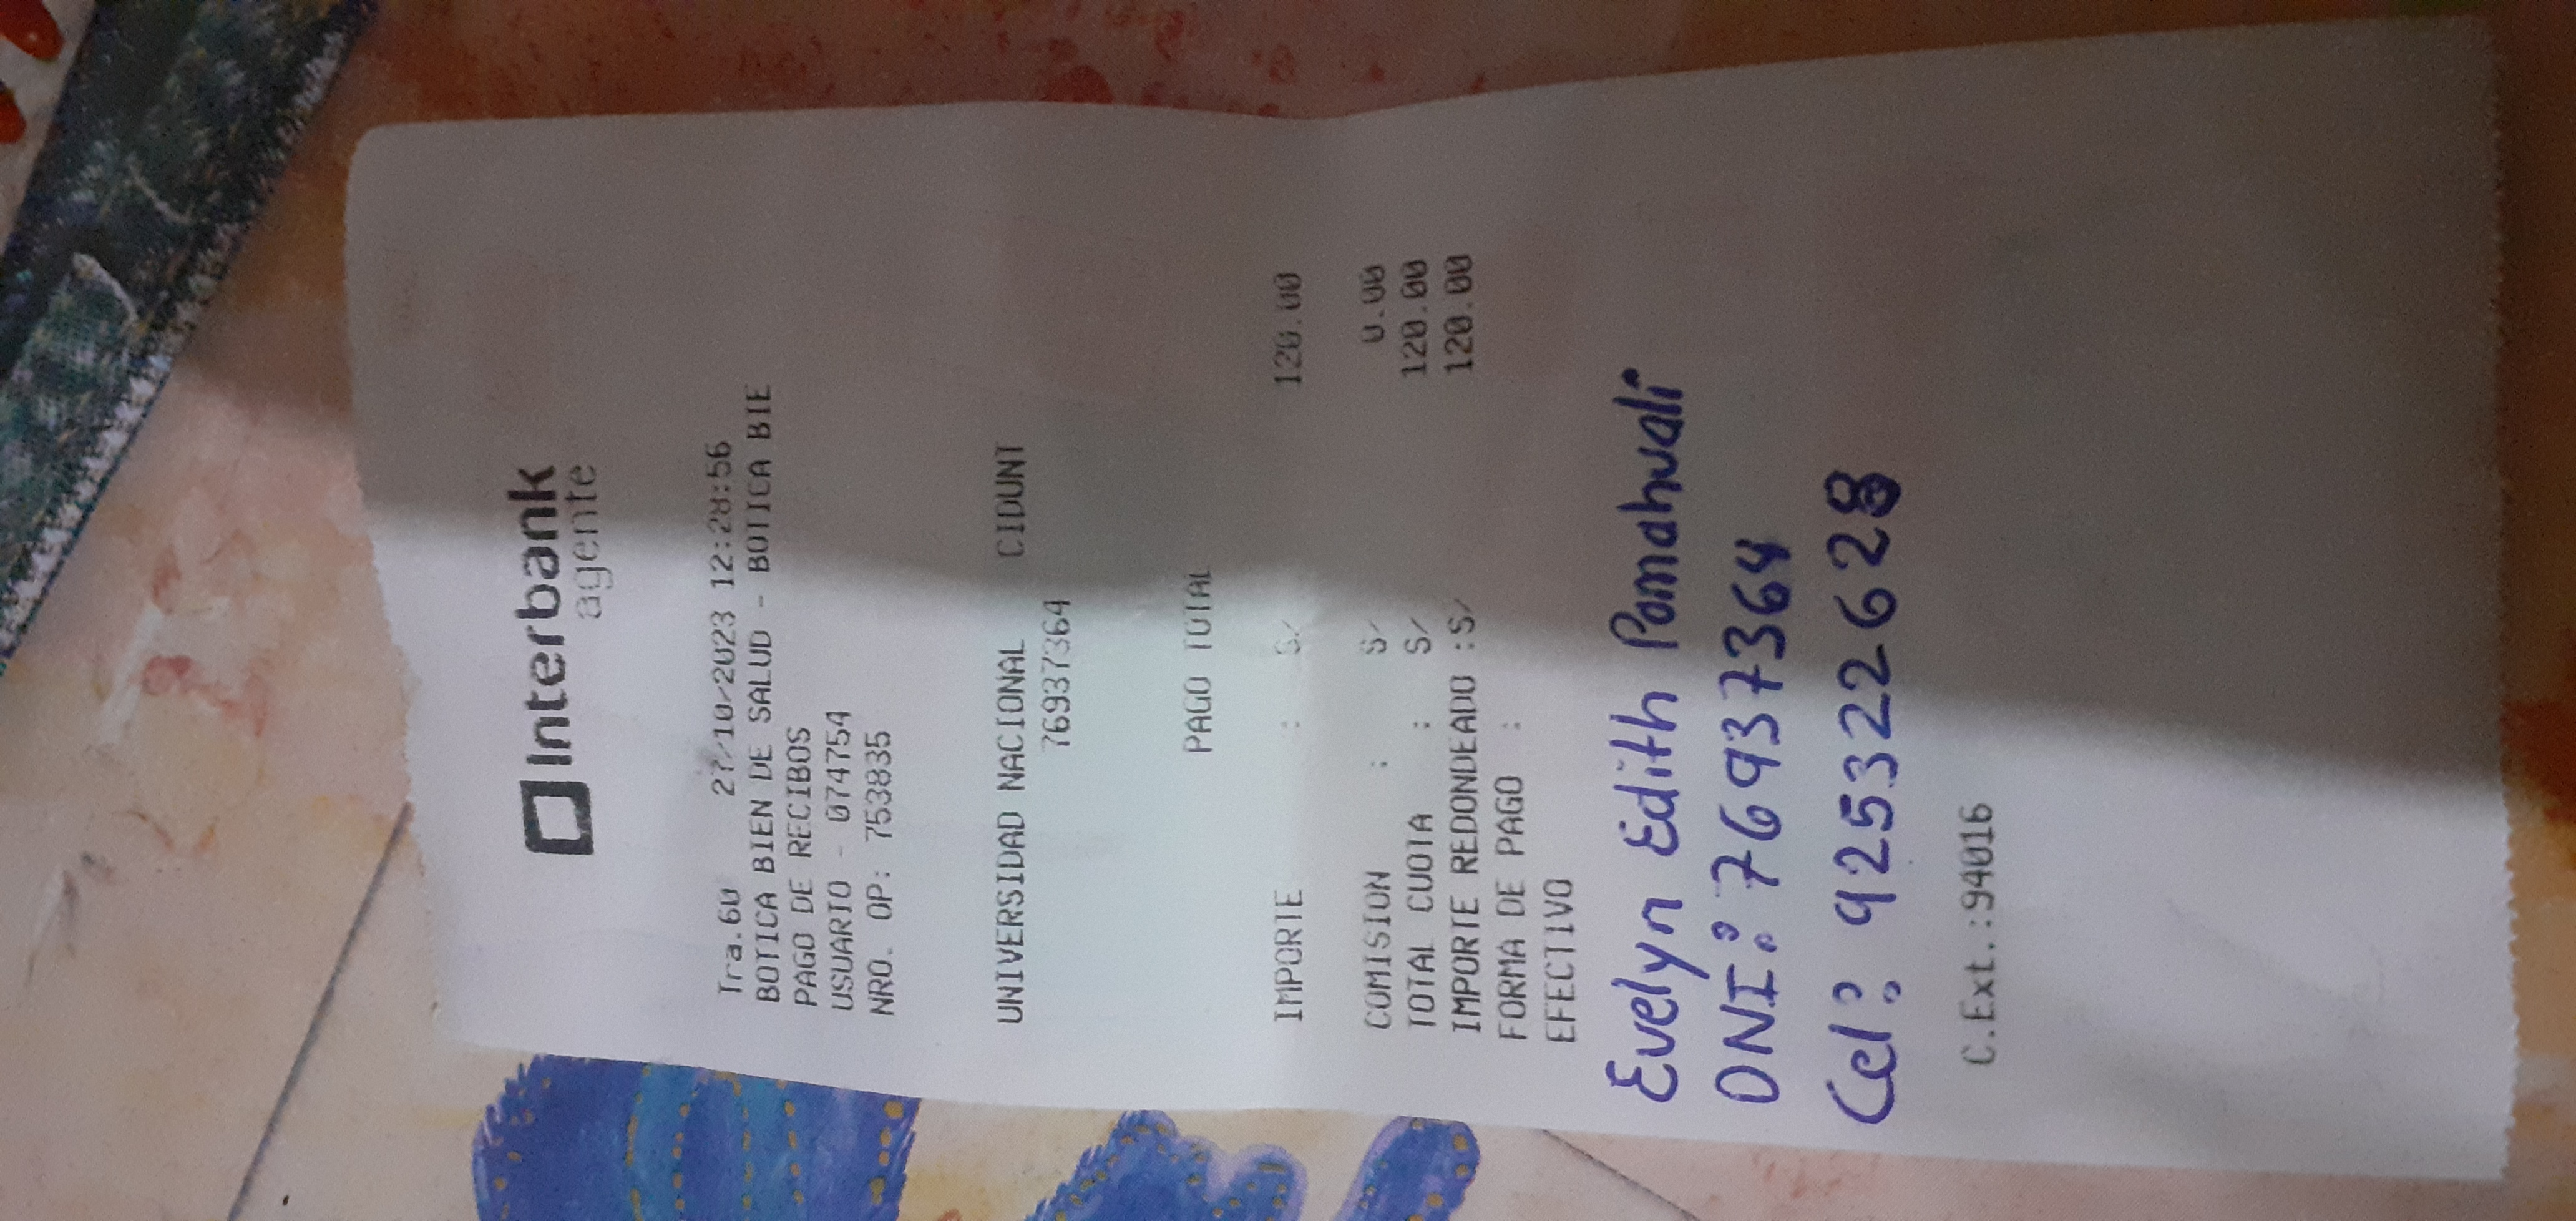 Interbank
agente
Tra.60 27/10/2023 12:28:56
BOTICA BIEN DE SALUD - BOTICA BIE
PAGO DE RECIBOS
USUARIO - 074754
NRO. OP: 753835
UNIVERSIDAD NACIONAL CIDUNT
76937364
PAGO TOTAL
IMPORTE : S/ 120.00
COMISION : S/ 0.00
TOTAL CUOTA : S/ 120.00
IMPORTE REDONDEADO :S/ 120.00
FORMA DE PAGO :
EFECTIVO
Evelyn Edith Pomahuali
DNI: 76937364
Cel: 925322628
C.Ext.:94016